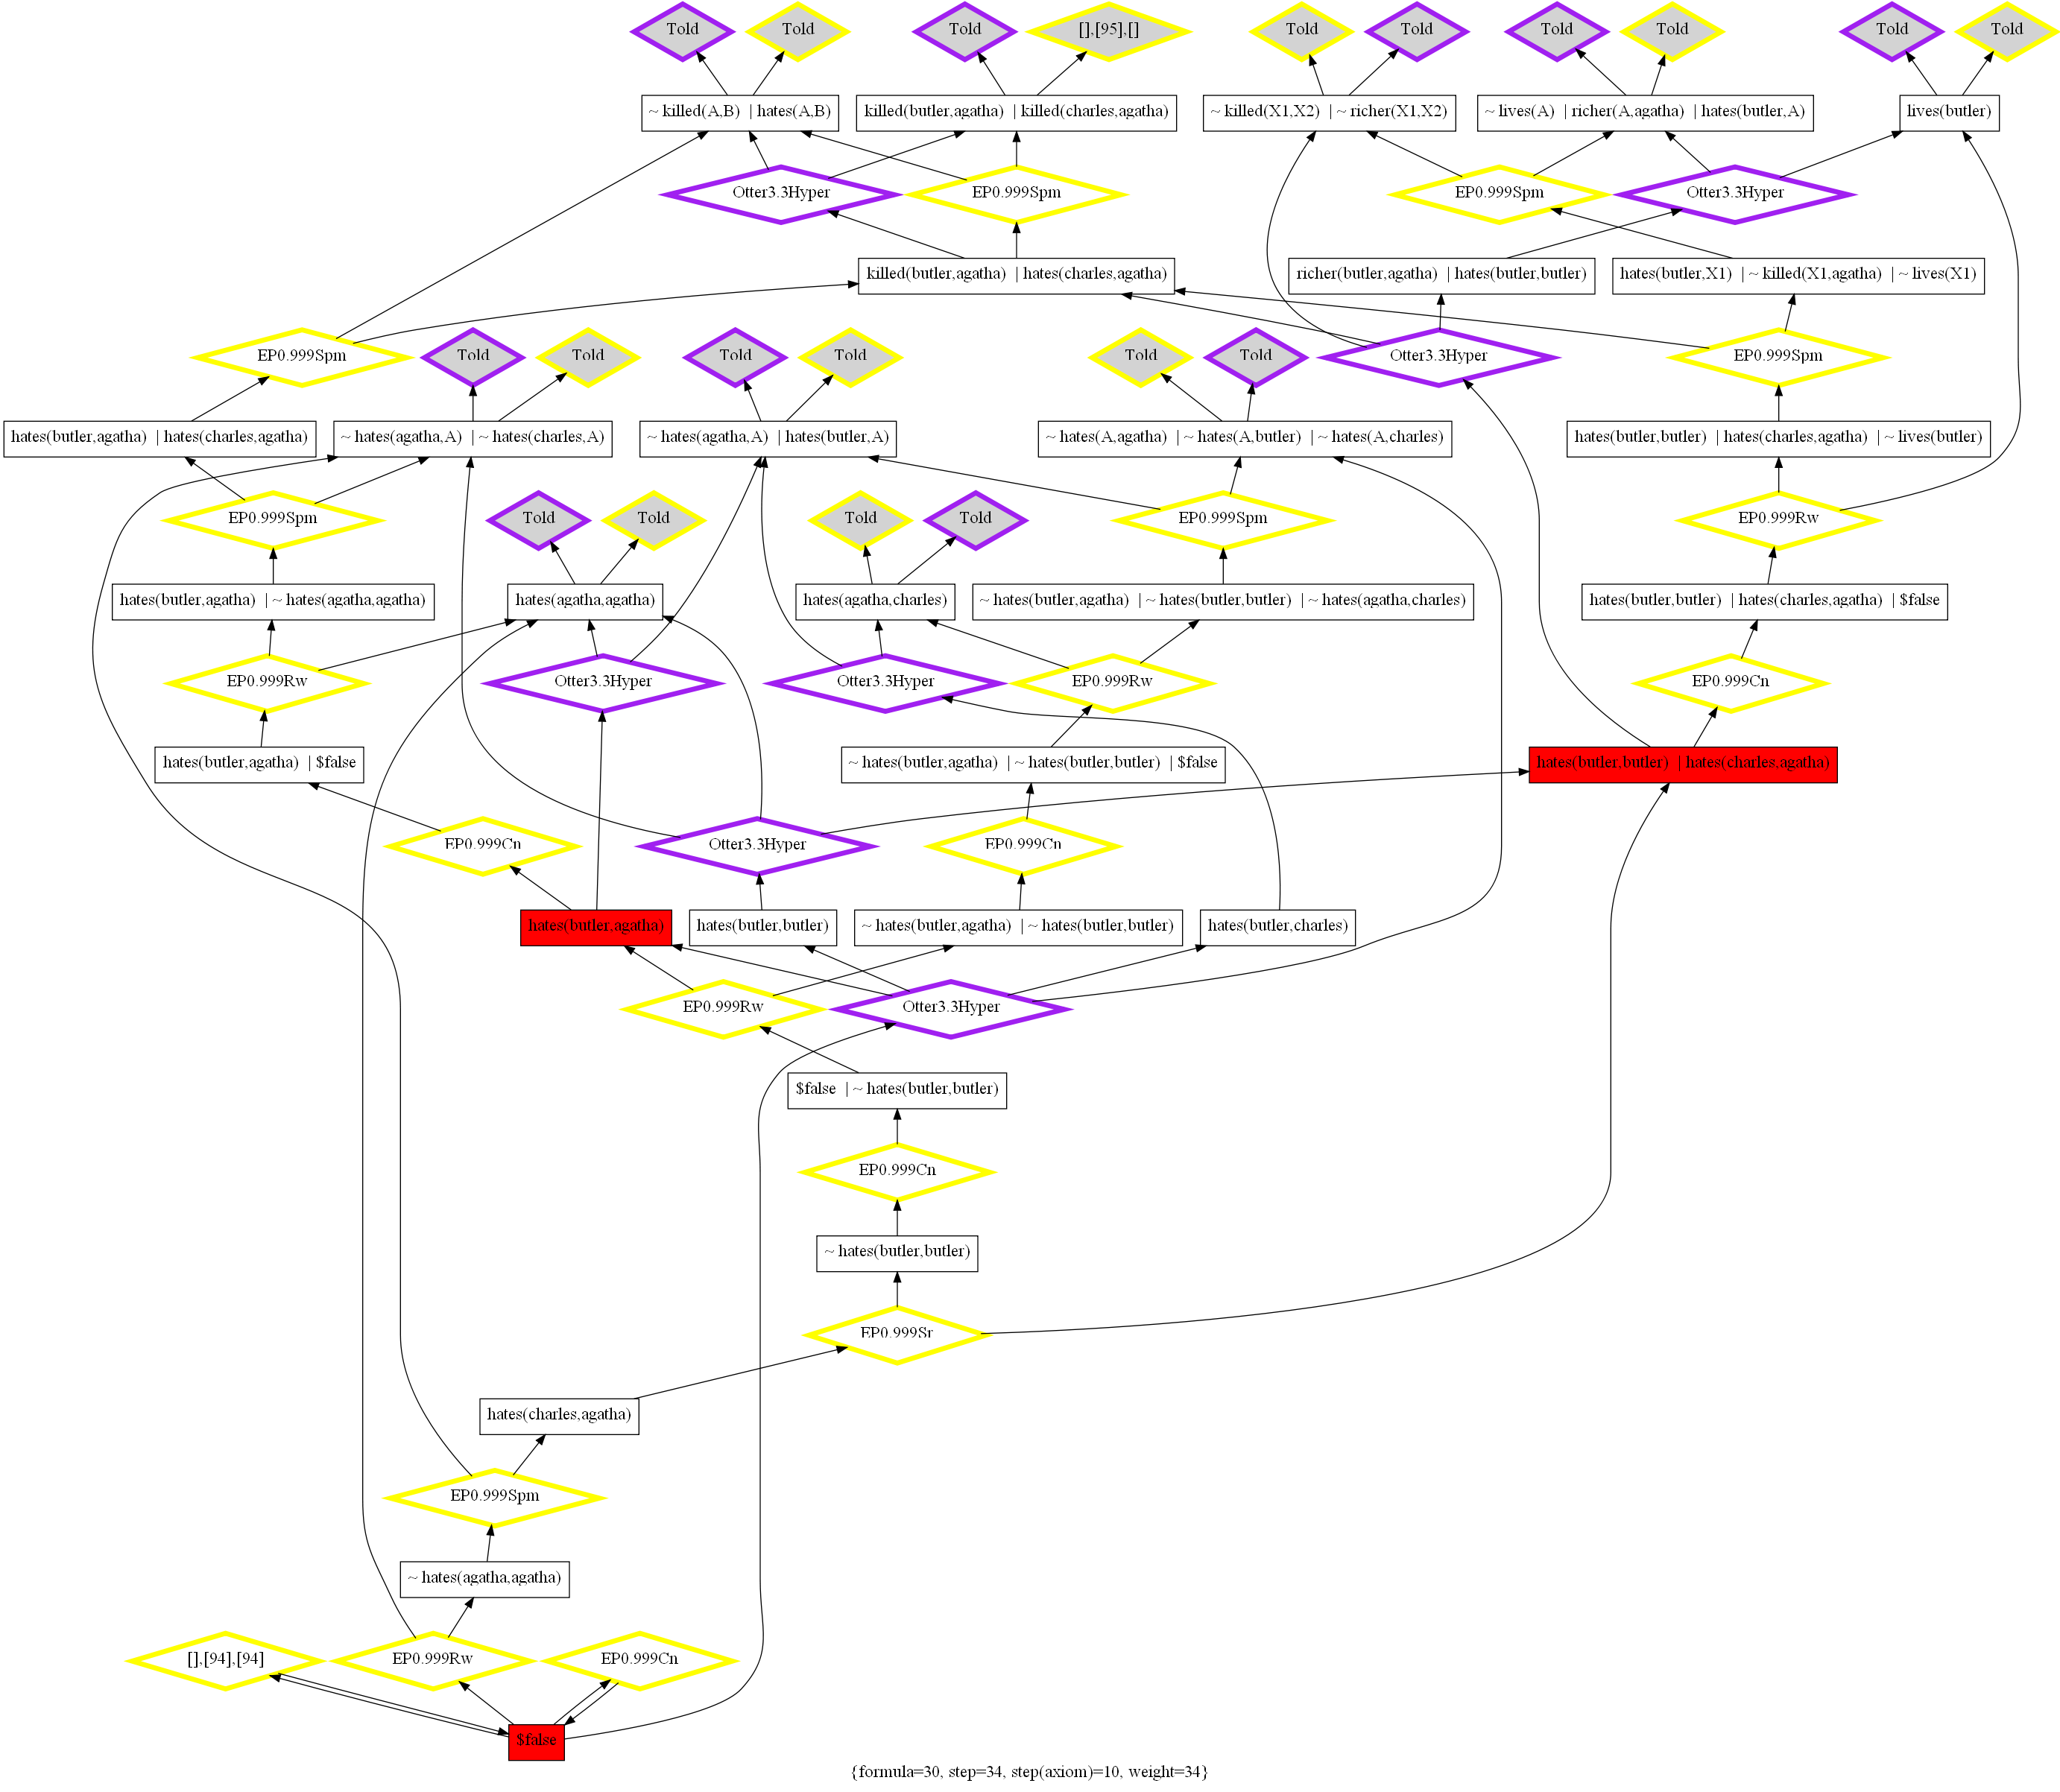 Told
Told
Told
[],[95],[]
Told
Told
Told
Told
Told
Told
~ killed(A,B) | hates(A,B)
killed(butler,agatha) | killed(charles,agatha)
~ killed(X1,X2) | ~ richer(X1,X2)
~ lives(A) | richer(A,agatha) | hates(butler,A)
lives(butler)
Otter3.3Hyper
EP0.999Spm
EP0.999Spm
Otter3.3Hyper
killed(butler,agatha) | hates(charles,agatha)
richer(butler,agatha) | hates(butler,butler)
hates(butler,X1) | ~ killed(X1,agatha) | ~ lives(X1)
EP0.999Spm
Told
Told
Told
Told
Told
Told
Otter3.3Hyper
EP0.999Spm
hates(butler,agatha) | hates(charles,agatha)
~ hates(agatha,A) | ~ hates(charles,A)
~ hates(agatha,A) | hates(butler,A)
~ hates(A,agatha) | ~ hates(A,butler) | ~ hates(A,charles)
hates(butler,butler) | hates(charles,agatha) | ~ lives(butler)
EP0.999Spm
Told
Told
Told
Told
EP0.999Spm
EP0.999Rw
hates(butler,agatha) | ~ hates(agatha,agatha)
hates(agatha,agatha)
hates(agatha,charles)
~ hates(butler,agatha) | ~ hates(butler,butler) | ~ hates(agatha,charles)
hates(butler,butler) | hates(charles,agatha) | $false
EP0.999Rw
Otter3.3Hyper
Otter3.3Hyper
EP0.999Rw
EP0.999Cn
hates(butler,agatha) | $false
~ hates(butler,agatha) | ~ hates(butler,butler) | $false
hates(butler,butler) | hates(charles,agatha)
EP0.999Cn
Otter3.3Hyper
EP0.999Cn
hates(butler,agatha)
hates(butler,butler)
~ hates(butler,agatha) | ~ hates(butler,butler)
hates(butler,charles)
EP0.999Rw
Otter3.3Hyper
$false | ~ hates(butler,butler)
EP0.999Cn
~ hates(butler,butler)
EP0.999Sr
hates(charles,agatha)
EP0.999Spm
~ hates(agatha,agatha)
[],[94],[94]
EP0.999Rw
EP0.999Cn
$false
{formula=30, step=34, step(axiom)=10, weight=34}